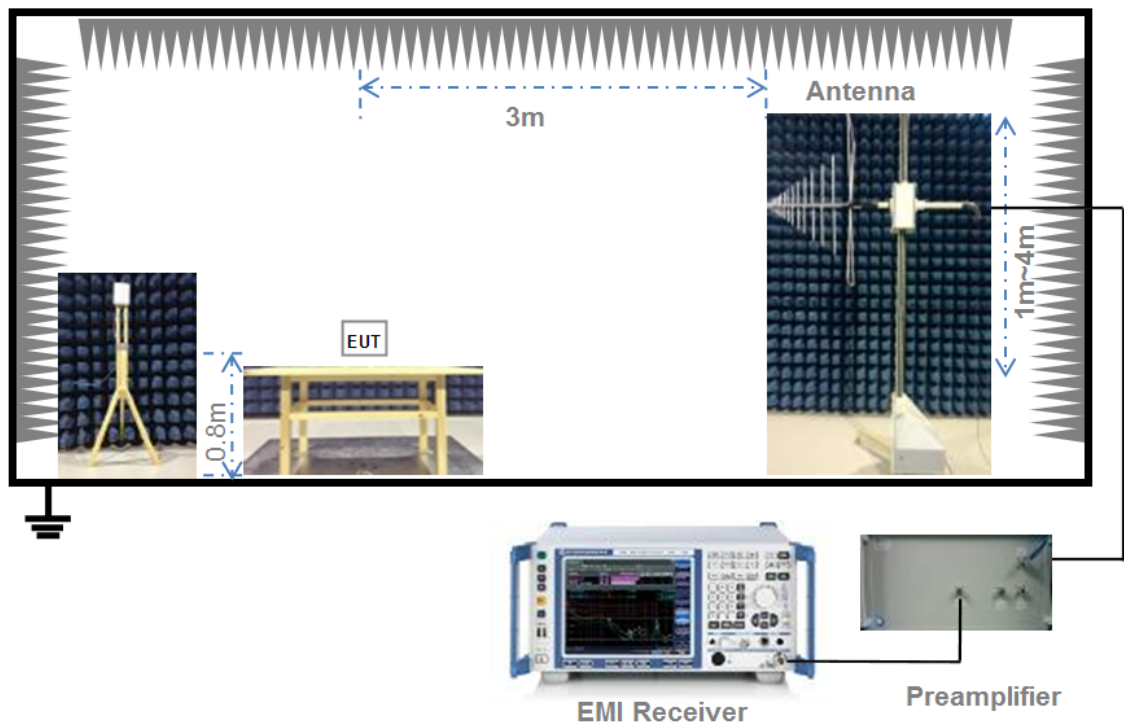 Antenna
3m
1m~4m
EUT
0.8m
EMI Receiver
Preamplifier